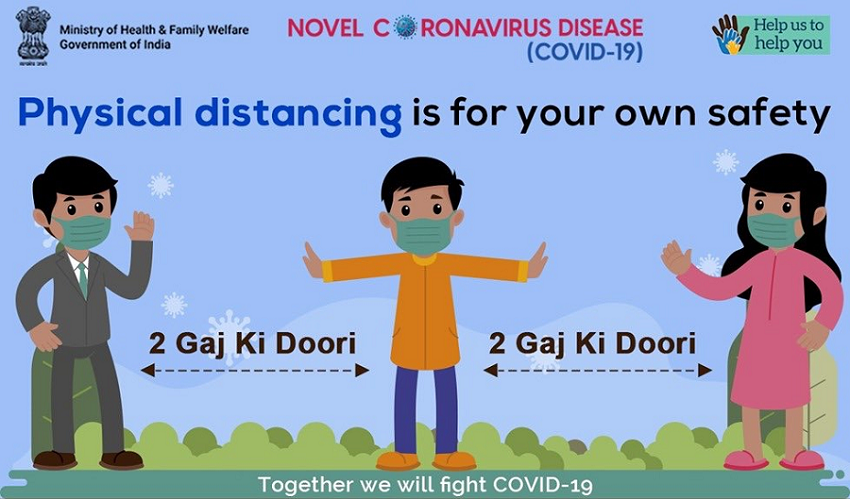 Ministry of Health & Family Welfare
Government of India
NOVEL CORONAVIRUS DISEASE
(COVID-19)
Help us to
help you
Physical distancing is for your own safety
2 Gaj Ki Doori
2 Gaj Ki Doori
Together we will fight COVID-19